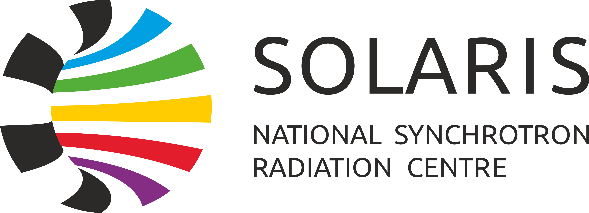 SOLARIS
NATIONAL SYNCHROTRON
RADIATION CENTRE